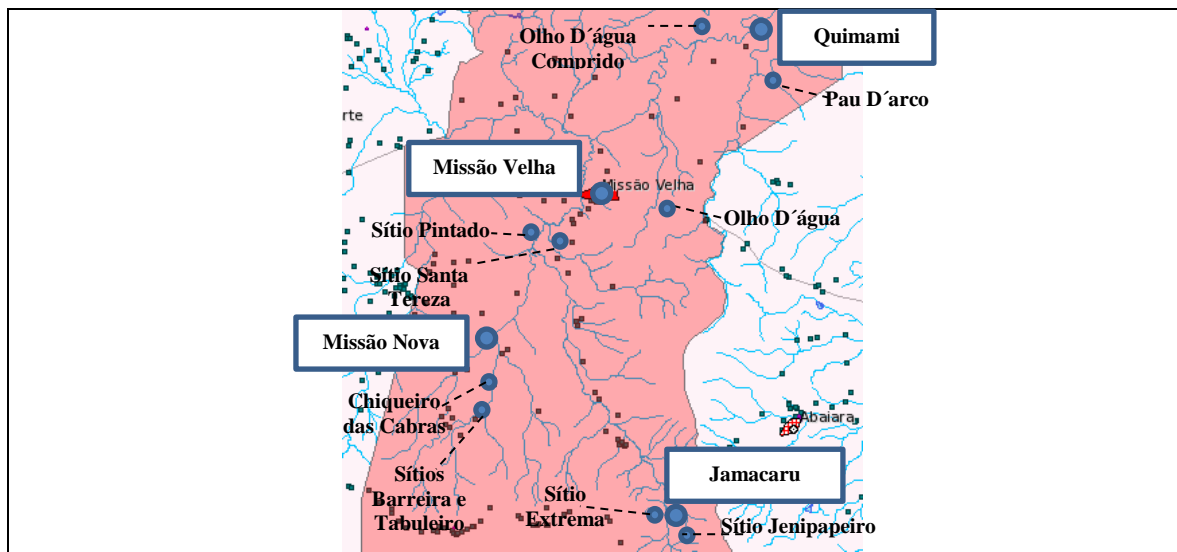 Olho D´água
Comprido
Quimami
Pau D´arco
rte
Missão Velha
Missão Velha
Sítio Pintado
Olho D´água
Sítio Santa
Tereza
Missão Nova
Chiqueiro
das Cabras
Abaiara
Sítios
Barreira e
Tabuleiro
Jamacaru
Sítio
Extrema
Sítio Jenipapeiro